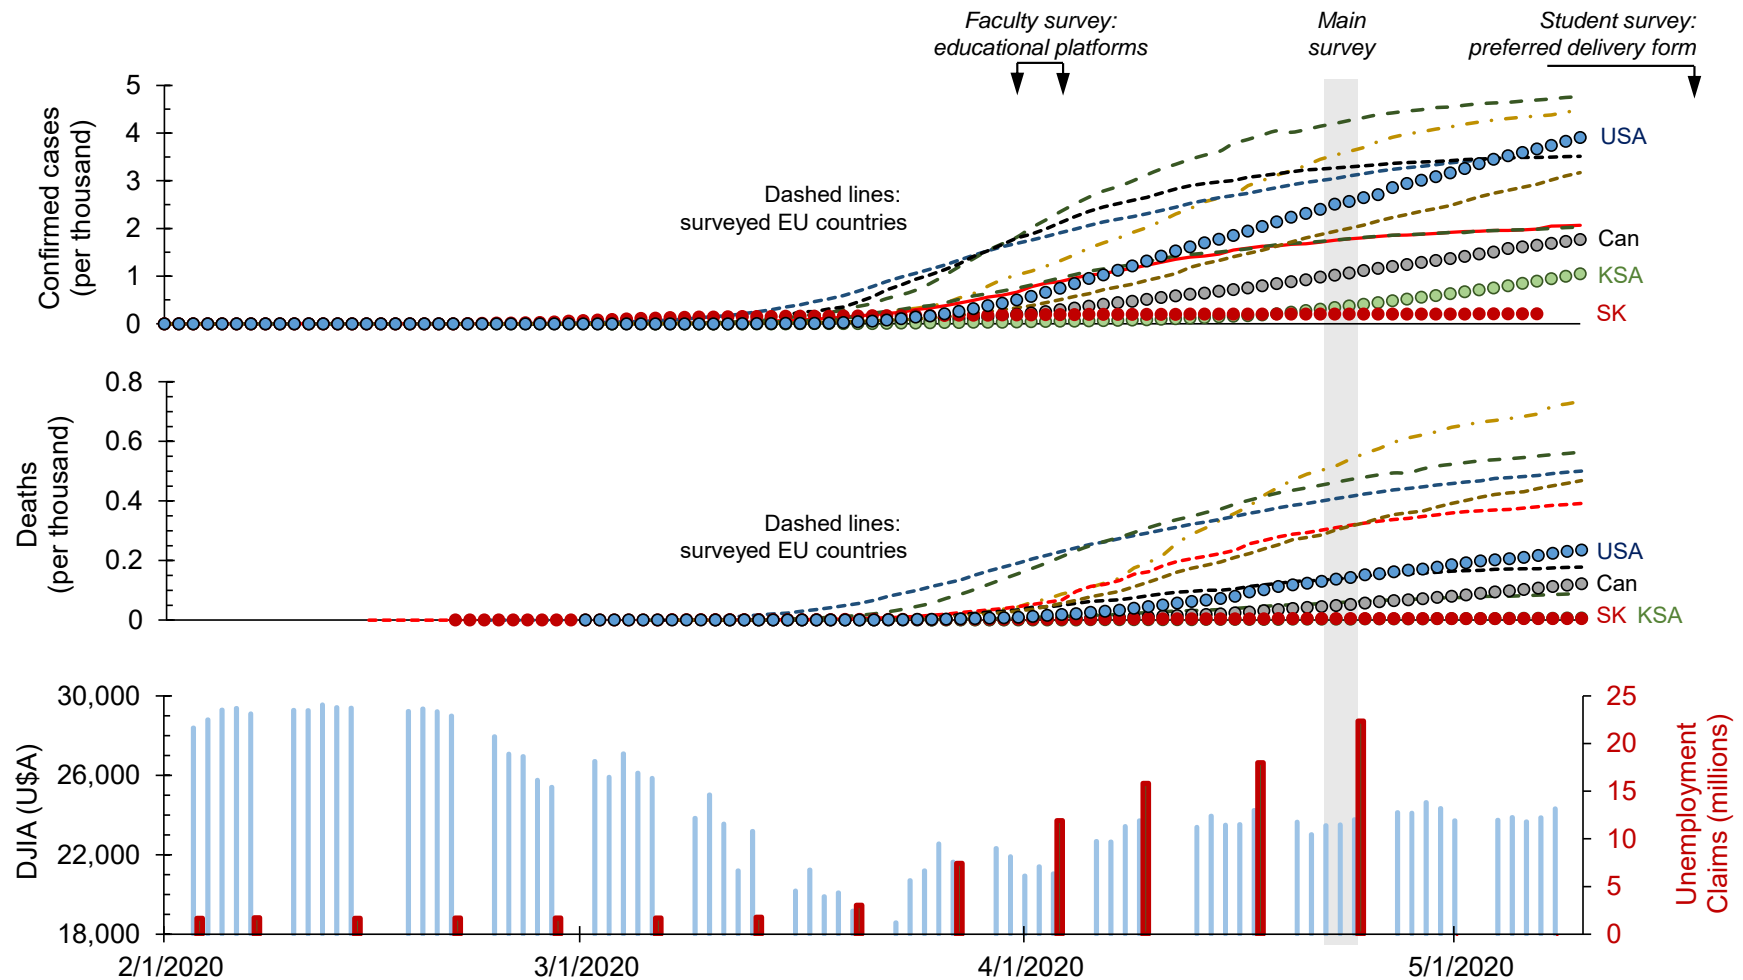 Faculty survey:
educational platforms
Main
survey
Student survey:
preferred delivery form
Confirmed cases
(per thousand)
5
4
3
2
1
0
Dashed lines:
surveyed EU countries
USA
Can
KSA
SK
Deaths
(per thousand)
0.8
0.6
0.4
0.2
0
Dashed lines:
surveyed EU countries
USA
Can
SK KSA
DJIA (U$A)
30,000
26,000
22,000
18,000
25
20
15
10
5
0
Unemployment
Claims (millions)
2/1/2020
3/1/2020
4/1/2020
5/1/2020